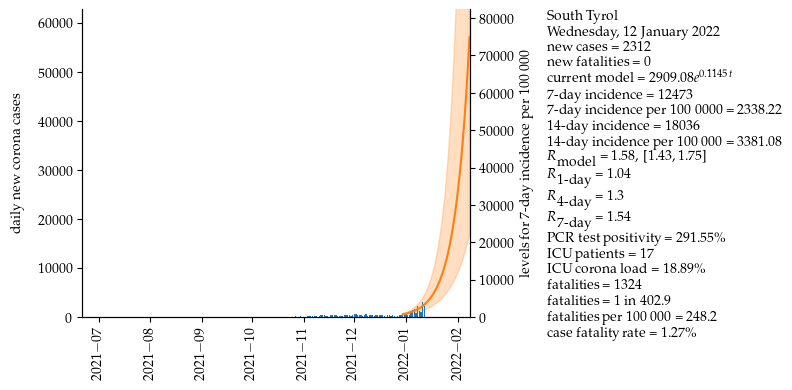 60000
50000
40000
30000
20000
10000
0
daily new corona cases
2021−07
2021−08
2021−09
2021−10
2021−11
2021−12
2022−01
2022−02
80000
70000
60000
50000
40000
30000
20000
10000
0
levels for 7-day incidence per 100 000
South Tyrol
Wednesday, 12 January 2022
new cases = 2312
new fatalities = 0
current model = 2909.08e^0.1145 t
7-day incidence = 12473
7-day incidence per 100 0000 = 2338.22
14-day incidence = 18036
14-day incidence per 100 000 = 3381.08
R model = 1.58, [1.43, 1.75]
R 1-day = 1.04
R 4-day = 1.3
R 7-day = 1.54
PCR test positivity = 291.55%
ICU patients = 17
ICU corona load = 18.89%
fatalities = 1324
fatalities = 1 in 402.9
fatalities per 100 000 = 248.2
case fatality rate = 1.27%